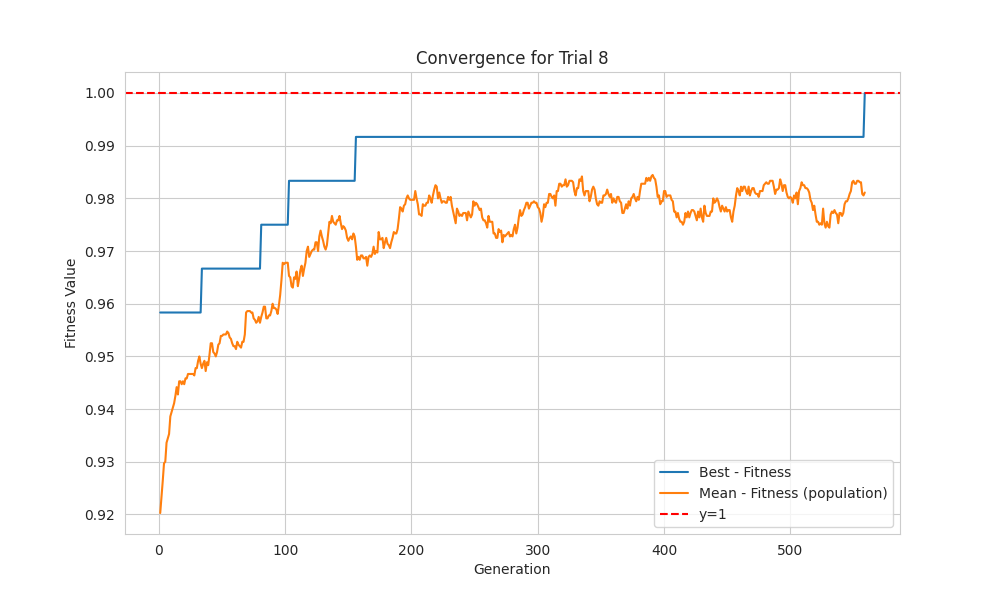 Convergence for Trial 8
Fitness Value
1.00
0.99
0.98
0.97
0.96
0.95
0.94
0.93
0.92
0 100 200 300 400 500
Generation
Best - Fitness
Mean - Fitness (population)
y=1